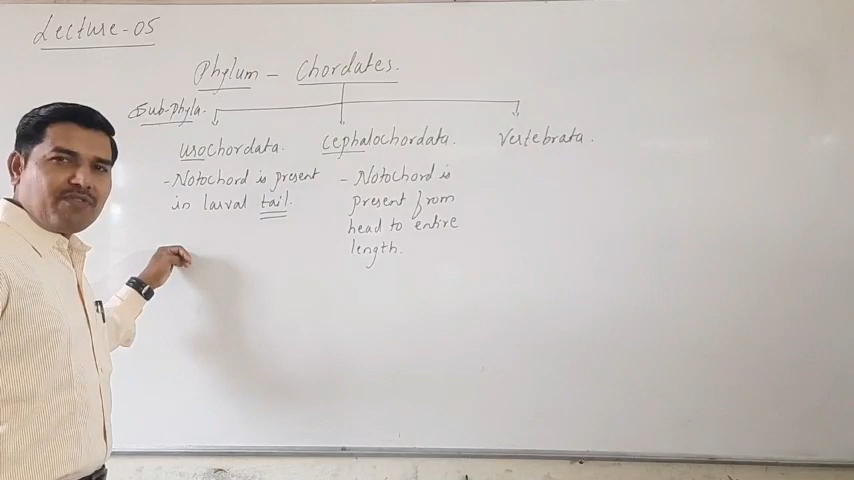 Lecture-05
Phylum - Chordates.
Sub-phyla.
Urochordata.
- Notochord is present
in larval tail.
Cephalochordata.
- Notochord is
present from
head to entire
length.
Vertebrata.